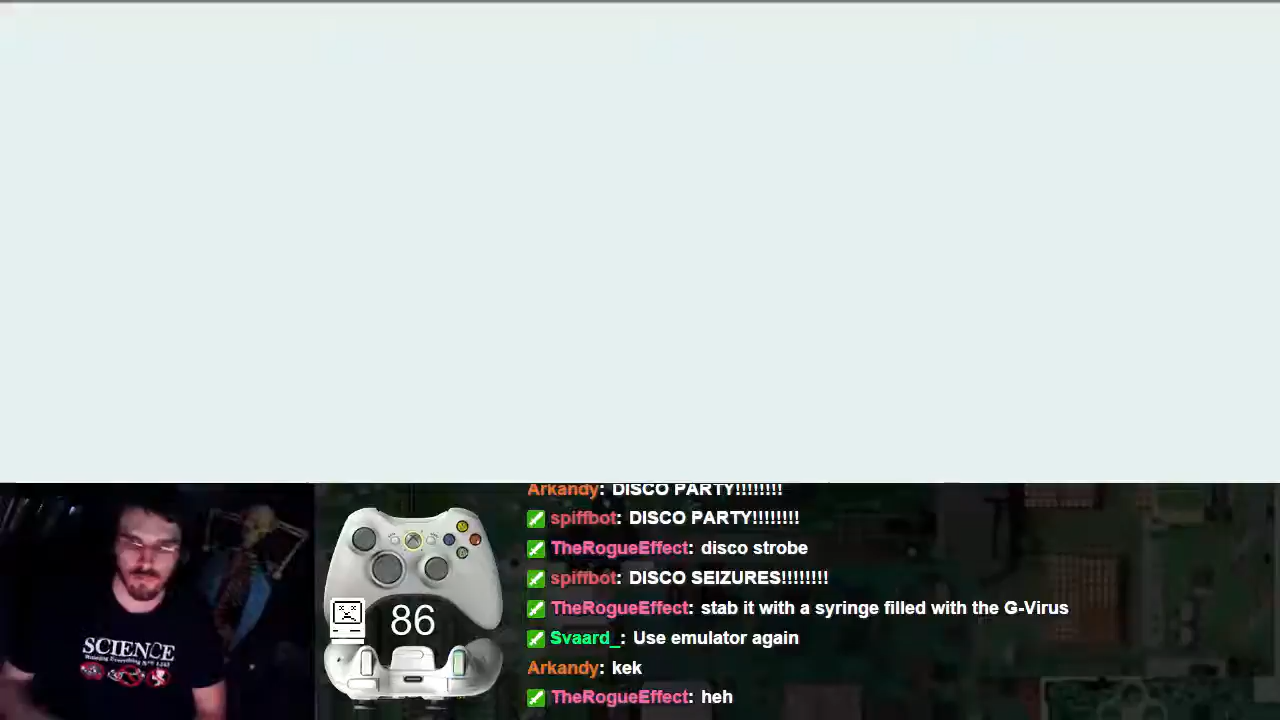 Arkandy: DISCO PARTY!!!!!!!!
spiffbot: DISCO PARTY!!!!!!!!
TheRogueEffect: disco strobe
spiffbot: DISCO SEIZURES!!!!!!!!
TheRogueEffect: stab it with a syringe filled with the G-Virus
Svaard_: Use emulator again
Arkandy: kek
TheRogueEffect: heh
86
SCIENCE